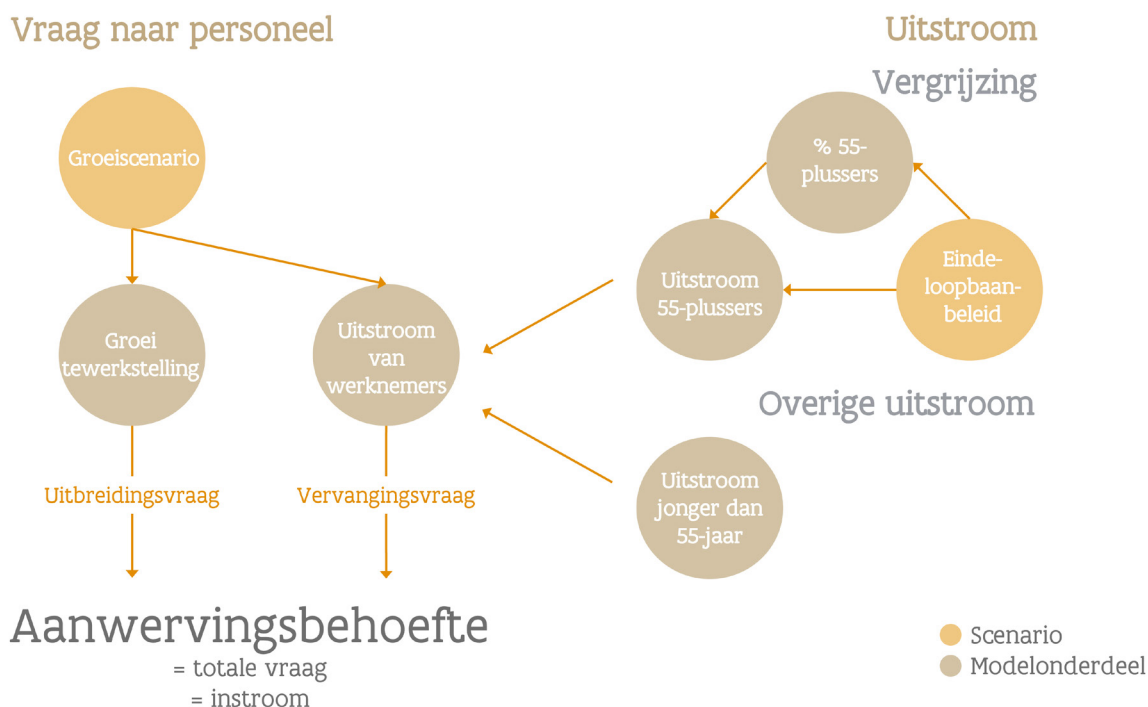 Vraag naar personeel
Uitstroom
Vergrijzing
Groeiscenario
% 55-
plussers
Uitstroom
55-plussers
Einde-
loopbaan-
beleid
Groei
tewerkstelling
Uitstroom
van
werknemers
Overige uitstroom
Uitstroom
jonger dan
55-jaar
Uitbreidingsvraag
Vervangingsvraag
Aanwervingsbehoefte
= totale vraag
= instroom
Scenario
Modelonderdeel